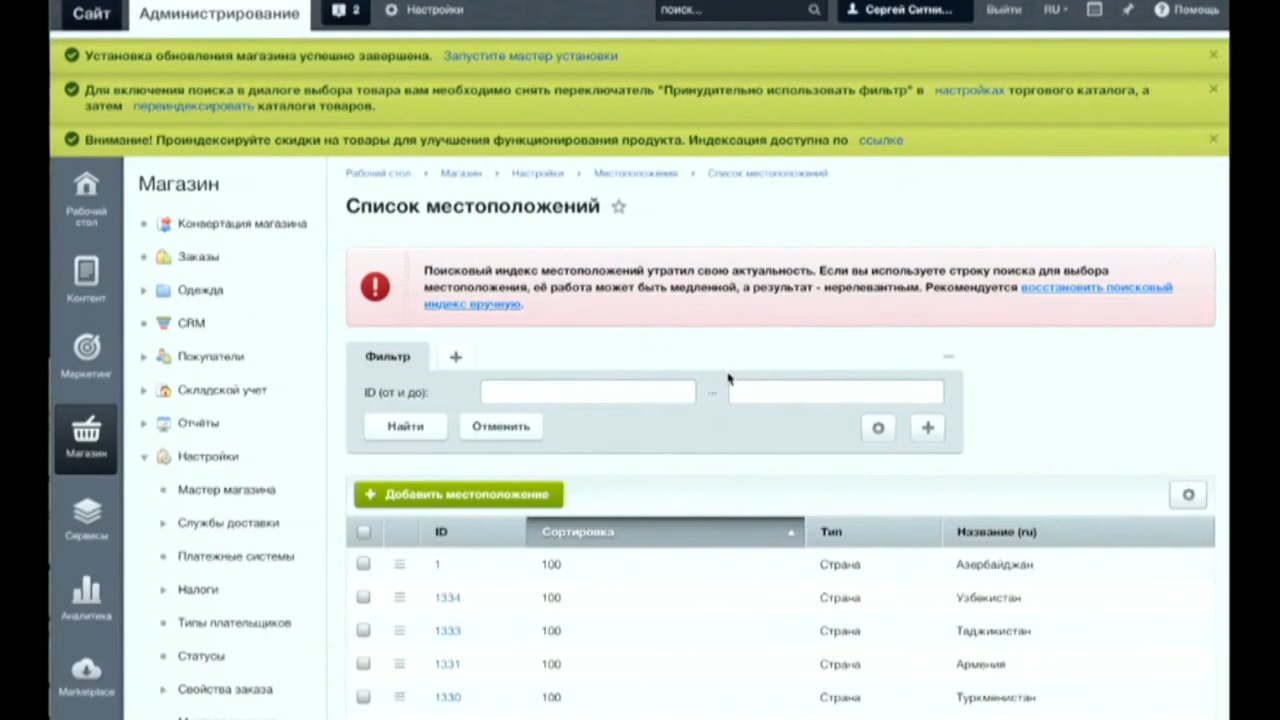 Сайт
Администрирование
2
Настройки
поиск...
Сергей Ситни...
Выйти
RU
Помощь
Установка обновления магазина успешно завершена. Запустите мастер установки
Для включения поиска в диалоге выбора товара вам необходимо снять переключатель "Принудительно использовать фильтр" в настройках торгового каталога, а
затем переиндексировать каталоги товаров.
Внимание! Проиндексируйте скидки на товары для улучшения функционирования продукта. Индексация доступна по ссылке
Рабочий
стол
Контент
Маркетинг
Магазин
Сервисы
Аналитика
Marketplace
Магазин
Конвертация магазина
Заказы
Одежда
CRM
Покупатели
Складской учет
Отчёты
Настройки
Мастер магазина
Службы доставки
Платежные системы
Налоги
Типы плательщиков
Статусы
Свойства заказа
Рабочий стол Магазин Настройки Местоположения Список местоположений
Список местоположений
Поисковый индекс местоположений утратил свою актуальность. Если вы используете строку поиска для выбора
местоположения, её работа может быть медленной, а результат - нерелевантным. Рекомендуется восстановить поисковый
индекс вручную.
Фильтр
ID (от и до):
...
Найти
Отменить
Добавить местоположение
ID Сортировка Тип Название (ru)
1 100 Страна Азербайджан
1334 100 Страна Узбекистан
1333 100 Страна Таджикистан
1331 100 Страна Армения
1330 100 Страна Туркменистан